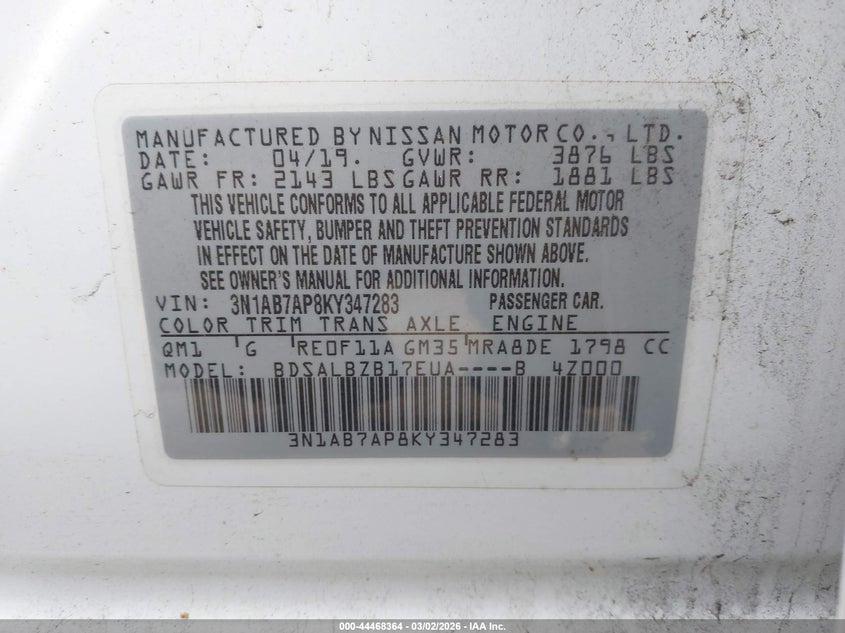 MANUFACTURED BY NISSAN MOTOR CO., LTD.
DATE: 04/19. GVWR: 3876 LBS
GAWR FR: 2143 LBS GAWR RR: 1881 LBS
THIS VEHICLE CONFORMS TO ALL APPLICABLE FEDERAL MOTOR
VEHICLE SAFETY, BUMPER AND THEFT PREVENTION STANDARDS
IN EFFECT ON THE DATE OF MANUFACTURE SHOWN ABOVE.
SEE OWNER'S MANUAL FOR ADDITIONAL INFORMATION.
VIN: 3N1AB7AP8KY347283 PASSENGER CAR.
COLOR TRIM TRANS AXLE ENGINE
QM1 G RE0F11A GM35 MRA8DE 1798 CC
MODEL: BDSALBZB17EUA----B 4Z000
3N1AB7AP8KY347283
000-44468364 | 03/02/2026 - IAA Inc.